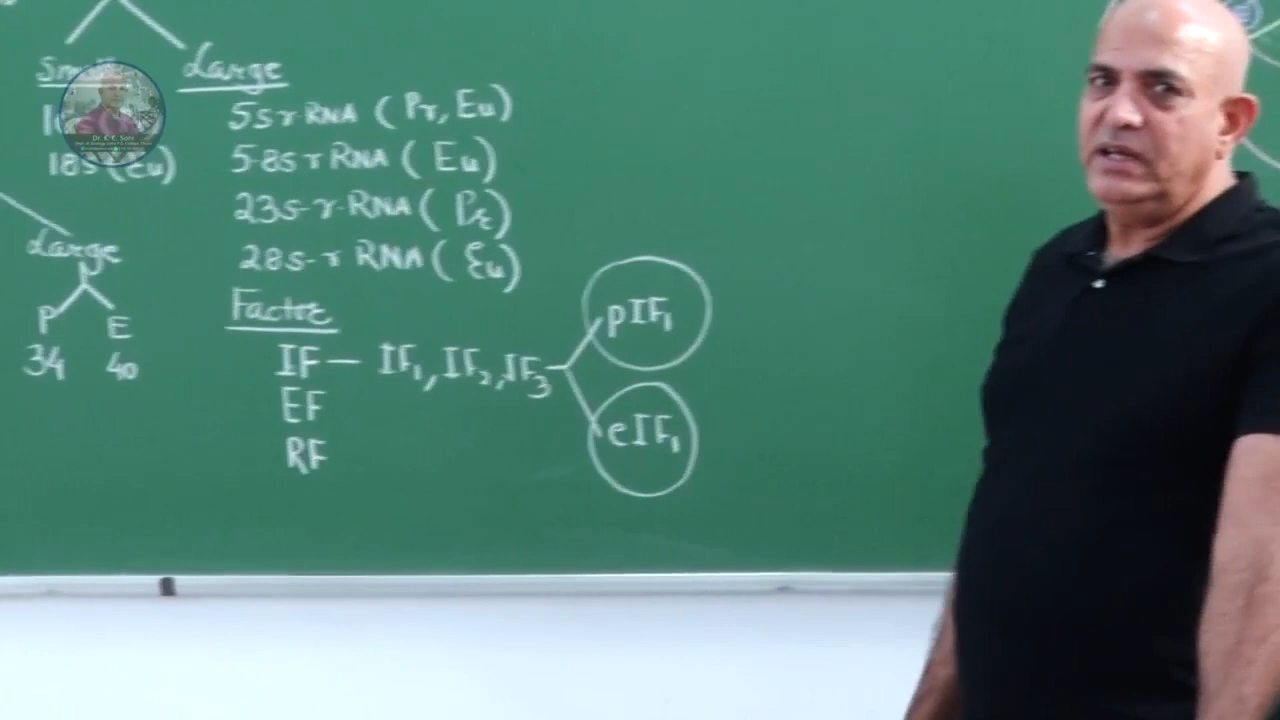 Large
5s r RNA ( Pr, Eu)
18s (Eu)
5.8s r RNA ( Eu)
23s-r-RNA ( Pr)
28s-r RNA ( Eu)
Large
P E
34 40
Factor
IF — IF1, IF2, IF3
pIF1
eIF1
EF
RF